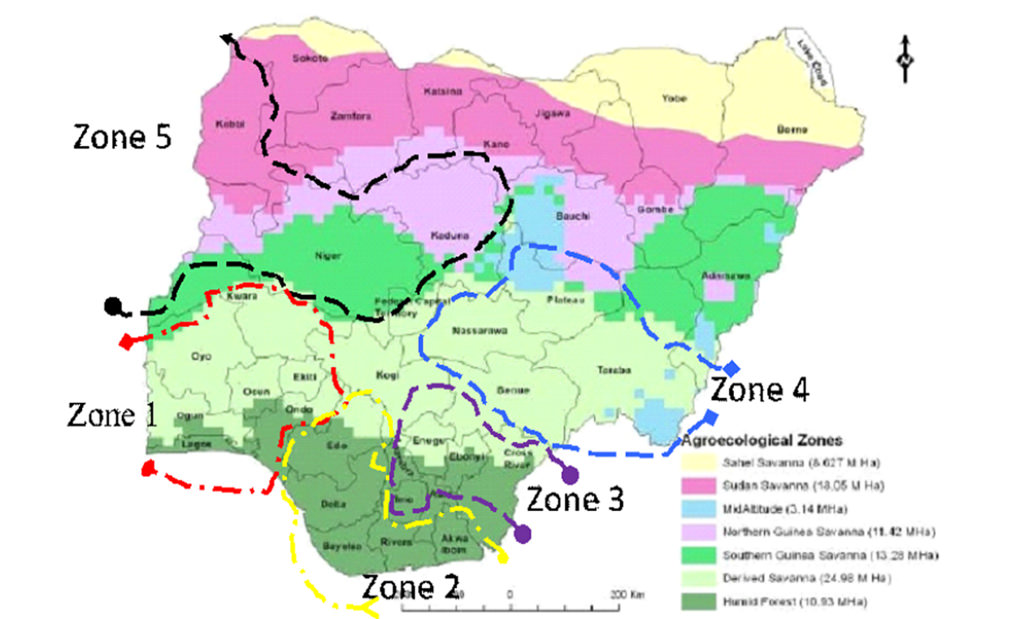 Sokoto
Lake Chad
Katsina
Yobe
Zamfara
Jigawa
Kebbi
Borno
Zone 5
Kano
Bauchi
Gombe
Kaduna
Niger
Adamawa
Kwara
Federal Capital
Territory
Plateau
Nassarawa
Oyo
Kogi
Taraba
Ekiti
Osun
Benue
Zone 4
Zone 1
Ogun
Ondo
Lagos
Edo
Enugu
Ebonyi
Cross
River
Agroecological Zones
Sahel Savanna (8.627 M Ha)
Sudan Savanna (18.05 M Ha)
MidAltitude (3.14 MHa)
Northern Guinea Savanna (11.42 MHa)
Southern Guinea Savanna (13.28 MHa)
Derived Savanna (24.98 M Ha)
Humid Forest (10.93 MHa)
Zone 3
Delta
Imo
Bayelsa
Rivers
Akwa
Ibom
Zone 2
0
200 Km